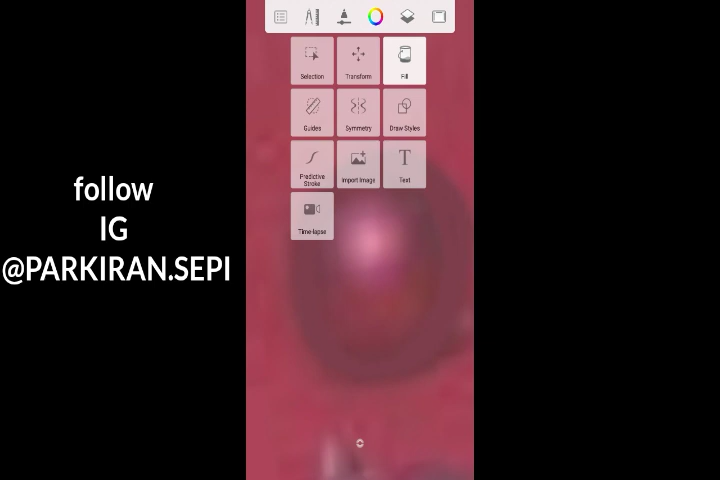 Selection Transform Fill
Guides Symmetry Draw Styles
Predictive Stroke Import Image Text
Time-lapse
follow
IG
@PARKIRAN.SEPI